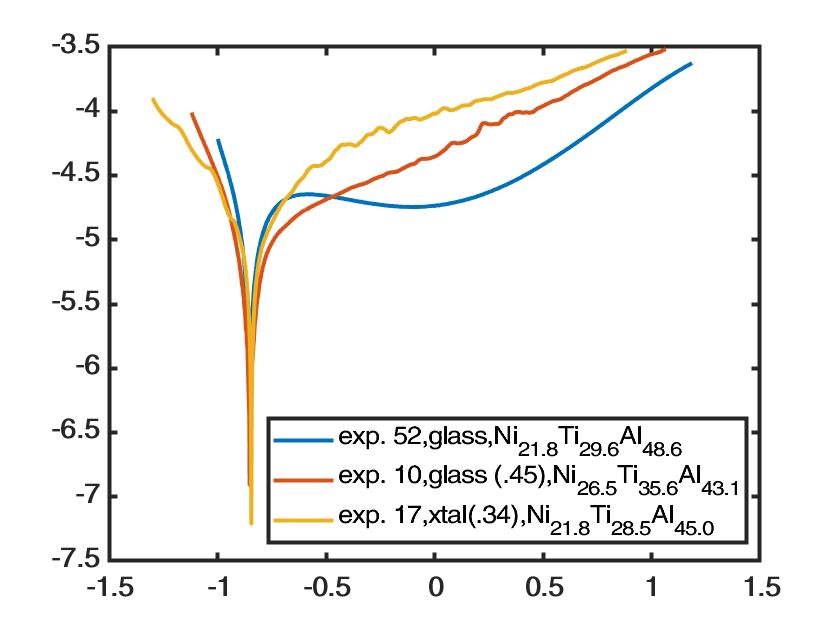 -3.5
-4
-4.5
-5
-5.5
-6
-6.5
-7
-7.5
-1.5 -1 -0.5 0 0.5 1 1.5
exp. 52,glass,Ni21.8Ti29.6Al48.6
exp. 10,glass (.45),Ni26.5Ti35.6Al43.1
exp. 17,xtal(.34),Ni21.8Ti28.5Al45.0